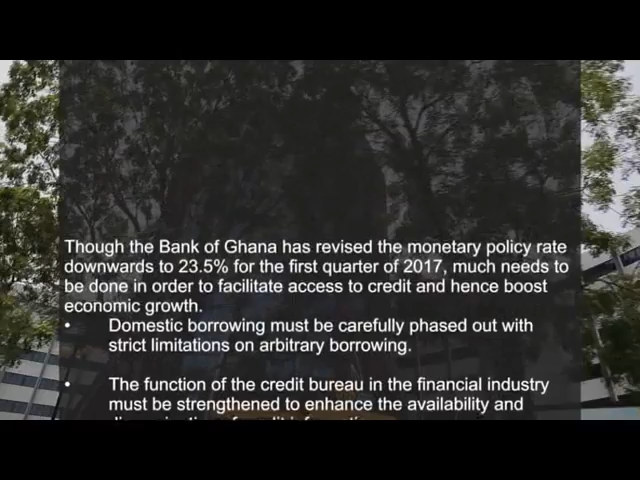 Though the Bank of Ghana has revised the monetary policy rate
downwards to 23.5% for the first quarter of 2017, much needs to
be done in order to facilitate access to credit and hence boost
economic growth.
• Domestic borrowing must be carefully phased out with
strict limitations on arbitrary borrowing.
• The function of the credit bureau in the financial industry
must be strengthened to enhance the availability and